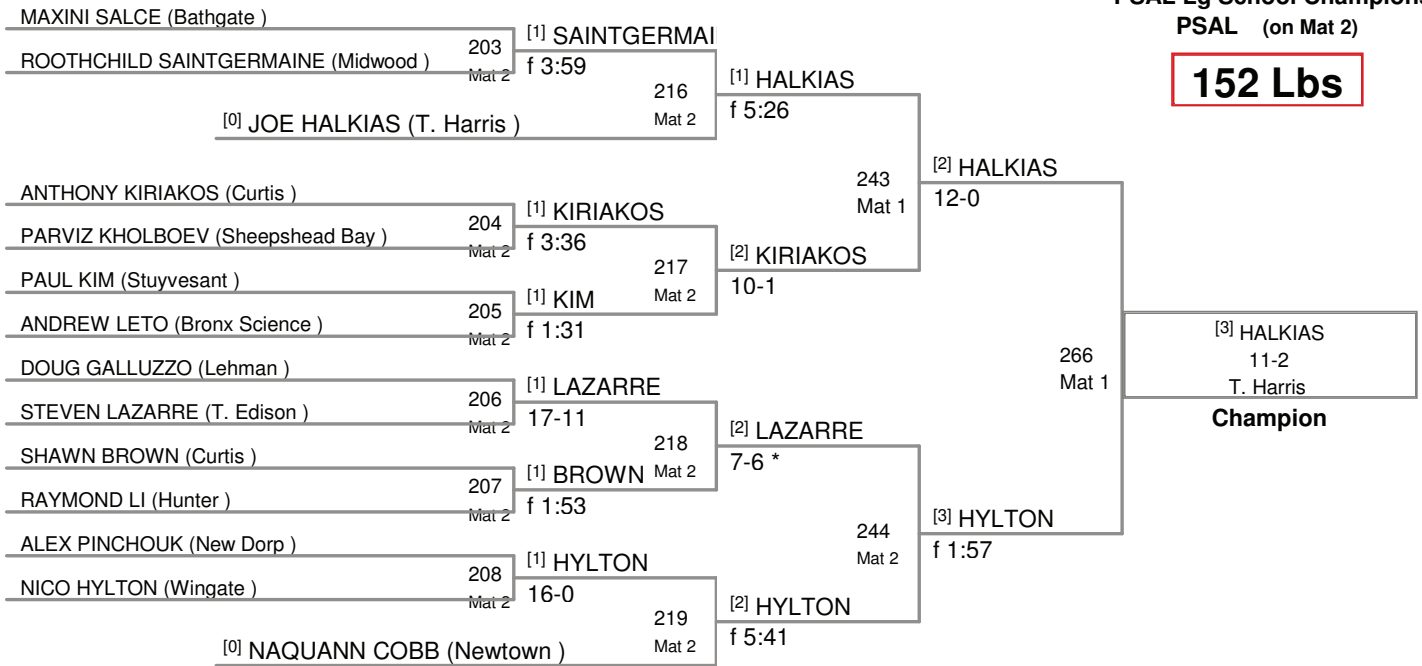 PSAL Lg School Champions
PSAL (on Mat 2)
152 Lbs
MAXINI SALCE (Bathgate )
203
Mat 2
ROOTHCHILD SAINTGERMAINE (Midwood )
[1] SAINTGERMAI
f 3:59
216
Mat 2
[0] JOE HALKIAS (T. Harris )
[1] HALKIAS
f 5:26
ANTHONY KIRIAKOS (Curtis )
204
Mat 2
PARVIZ KHOLBOEV (Sheepshead Bay )
[1] KIRIAKOS
f 3:36
217
Mat 2
PAUL KIM (Stuyvesant )
205
Mat 2
ANDREW LETO (Bronx Science )
[1] KIM
f 1:31
[2] KIRIAKOS
10-1
243
Mat 1
[2] HALKIAS
12-0
DOUG GALLUZZO (Lehman )
206
Mat 2
STEVEN LAZARRE (T. Edison )
[1] LAZARRE
17-11
218
Mat 2
SHAWN BROWN (Curtis )
207
Mat 2
RAYMOND LI (Hunter )
[1] BROWN
f 1:53
[2] LAZARRE
7-6 *
ALEX PINCHOUK (New Dorp )
208
Mat 2
NICO HYLTON (Wingate )
[1] HYLTON
16-0
219
Mat 2
[0] NAQUANN COBB (Newtown )
[2] HYLTON
f 5:41
244
Mat 2
[3] HYLTON
f 1:57
266
Mat 1
[3] HALKIAS
11-2
T. Harris
Champion